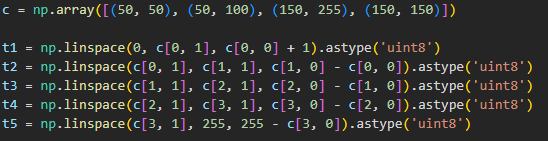 c = np.array([(50, 50), (50, 100), (150, 255), (150, 150)])
t1 = np.linspace(0, c[0, 1], c[0, 0] + 1).astype('uint8')
t2 = np.linspace(c[0, 1], c[1, 1], c[1, 0] - c[0, 0]).astype('uint8')
t3 = np.linspace(c[1, 1], c[2, 1], c[2, 0] - c[1, 0]).astype('uint8')
t4 = np.linspace(c[2, 1], c[3, 1], c[3, 0] - c[2, 0]).astype('uint8')
t5 = np.linspace(c[3, 1], 255, 255 - c[3, 0]).astype('uint8')